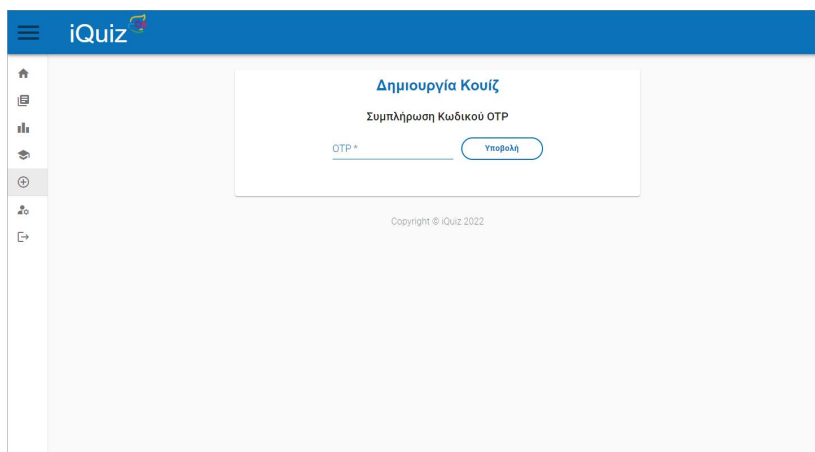 iQuiz
Δημιουργία Κουίζ
Συμπλήρωση Κωδικού OTP
OTP *
Υποβολή
Copyright © iQuiz 2022